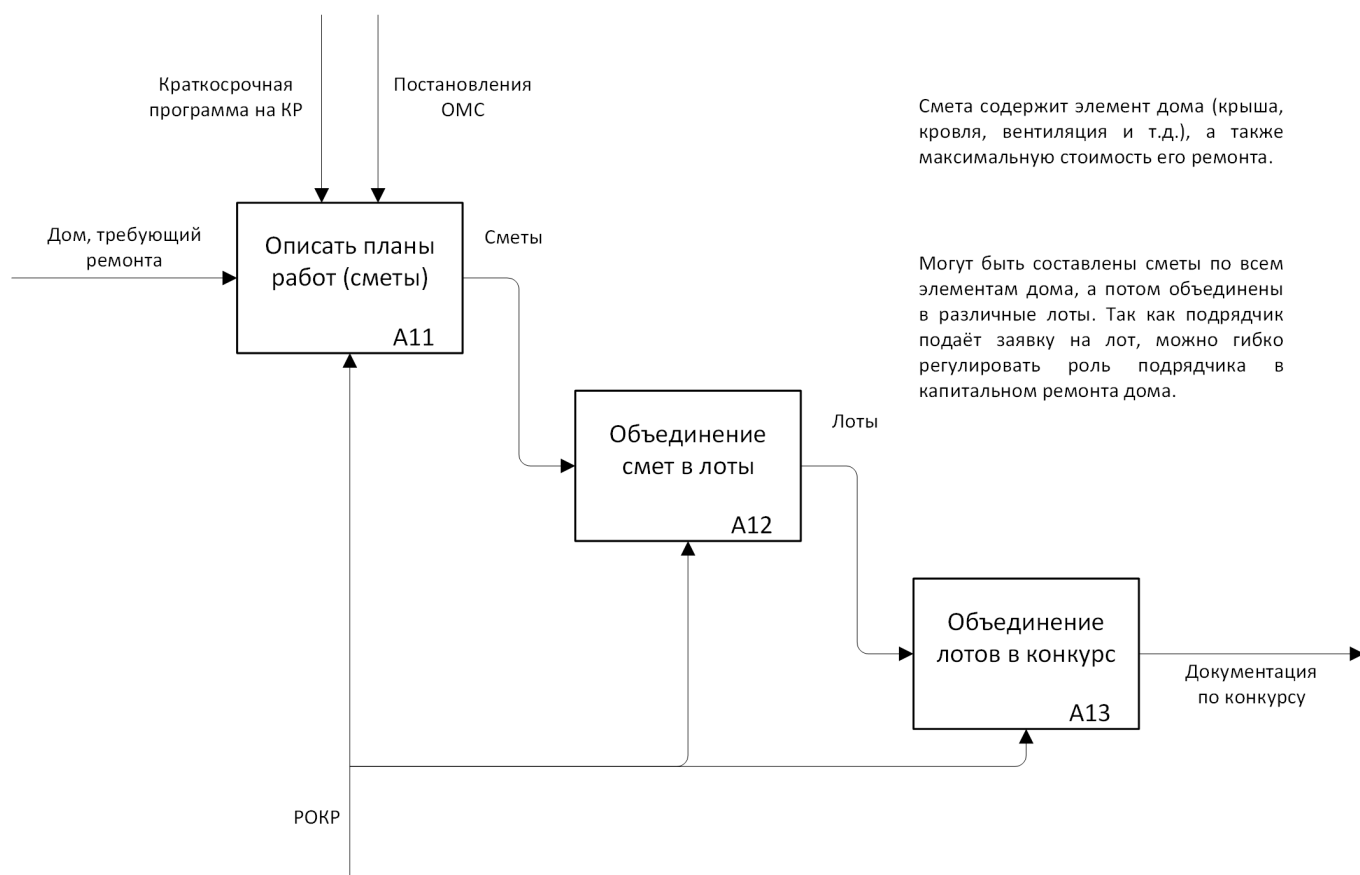 Краткосрочная
программа на КР
Постановления
ОМС
Смета содержит элемент дома (крыша,
кровля, вентиляция и т.д.), а также
максимальную стоимость его ремонта.
Дом, требующий
ремонта
Описать планы
работ (сметы)
А11
Сметы
Могут быть составлены сметы по всем
элементам дома, а потом объединены
в различные лоты. Так как подрядчик
подаёт заявку на лот, можно гибко
регулировать роль подрядчика в
капитальном ремонта дома.
Объединение
смет в лоты
А12
Лоты
Объединение
лотов в конкурс
А13
Документация
по конкурсу
РОКР